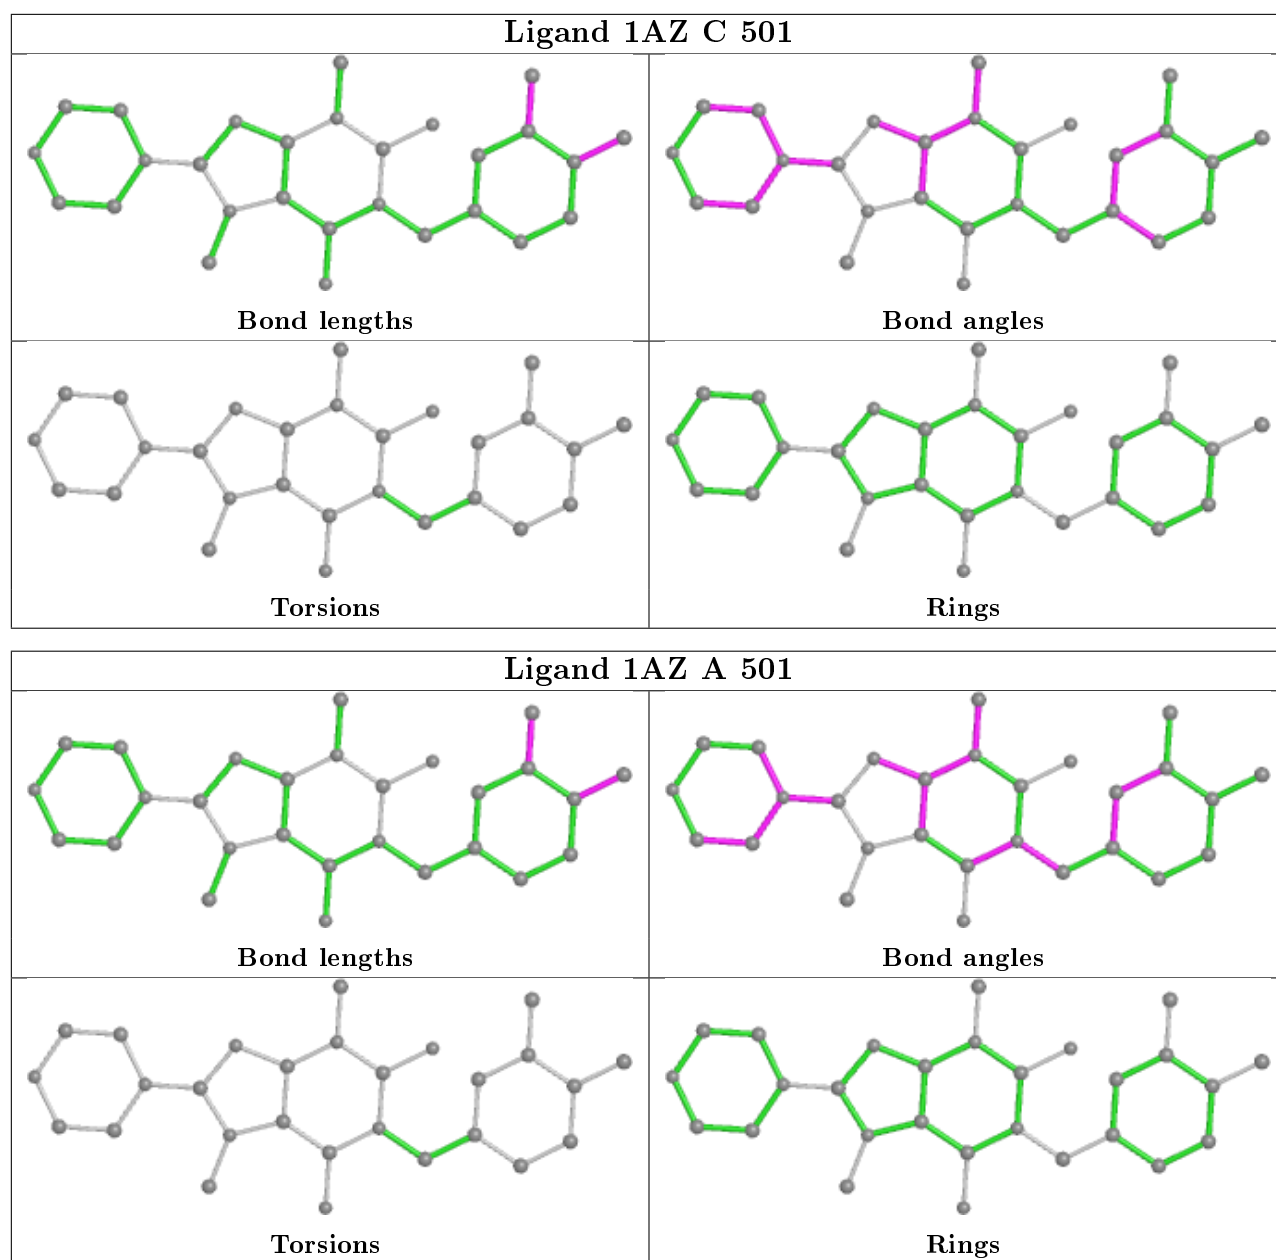 Ligand 1AZ C 501
Bond lengths
Bond angles
Torsions
Rings
Ligand 1AZ A 501
Bond lengths
Bond angles
Torsions
Rings